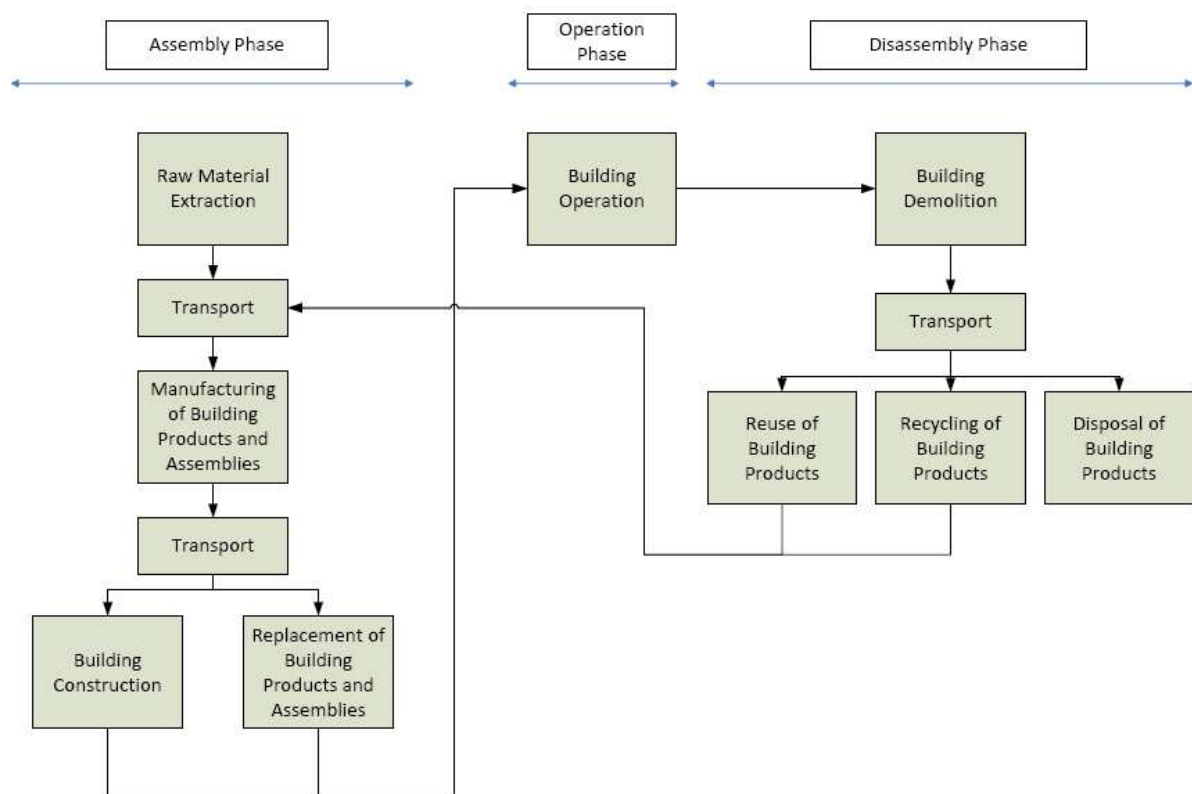 Assembly Phase
Operation
Phase
Disassembly Phase
Raw Material
Extraction
Transport
Manufacturing
of Building
Products and
Assemblies
Transport
Building
Construction
Replacement of
Building
Products and
Assemblies
Building
Operation
Building
Demolition
Transport
Reuse of
Building
Products
Recycling of
Building
Products
Disposal of
Building
Products